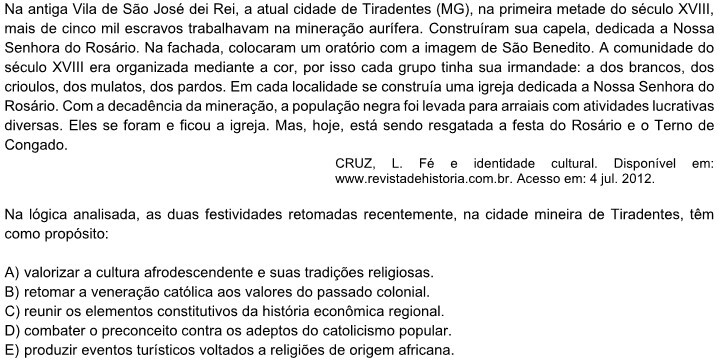 Na antiga Vila de São José dei Rei, a atual cidade de Tiradentes (MG), na primeira metade do século XVIII,
mais de cinco mil escravos trabalhavam na mineração aurífera. Construíram sua capela, dedicada a Nossa
Senhora do Rosário. Na fachada, colocaram um oratório com a imagem de São Benedito. A comunidade do
século XVIII era organizada mediante a cor, por isso cada grupo tinha sua irmandade: a dos brancos, dos
crioulos, dos mulatos, dos pardos. Em cada localidade se construía uma igreja dedicada a Nossa Senhora do
Rosário. Com a decadência da mineração, a população negra foi levada para arraiais com atividades lucrativas
diversas. Eles se foram e ficou a igreja. Mas, hoje, está sendo resgatada a festa do Rosário e o Terno de
Congado.
CRUZ, L. Fé e identidade cultural. Disponível em:
www.revistadehistoria.com.br. Acesso em: 4 jul. 2012.
Na lógica analisada, as duas festividades retomadas recentemente, na cidade mineira de Tiradentes, têm
como propósito:
A) valorizar a cultura afrodescendente e suas tradições religiosas.
B) retomar a veneração católica aos valores do passado colonial.
C) reunir os elementos constitutivos da história econômica regional.
D) combater o preconceito contra os adeptos do catolicismo popular.
E) produzir eventos turísticos voltados a religiões de origem africana.